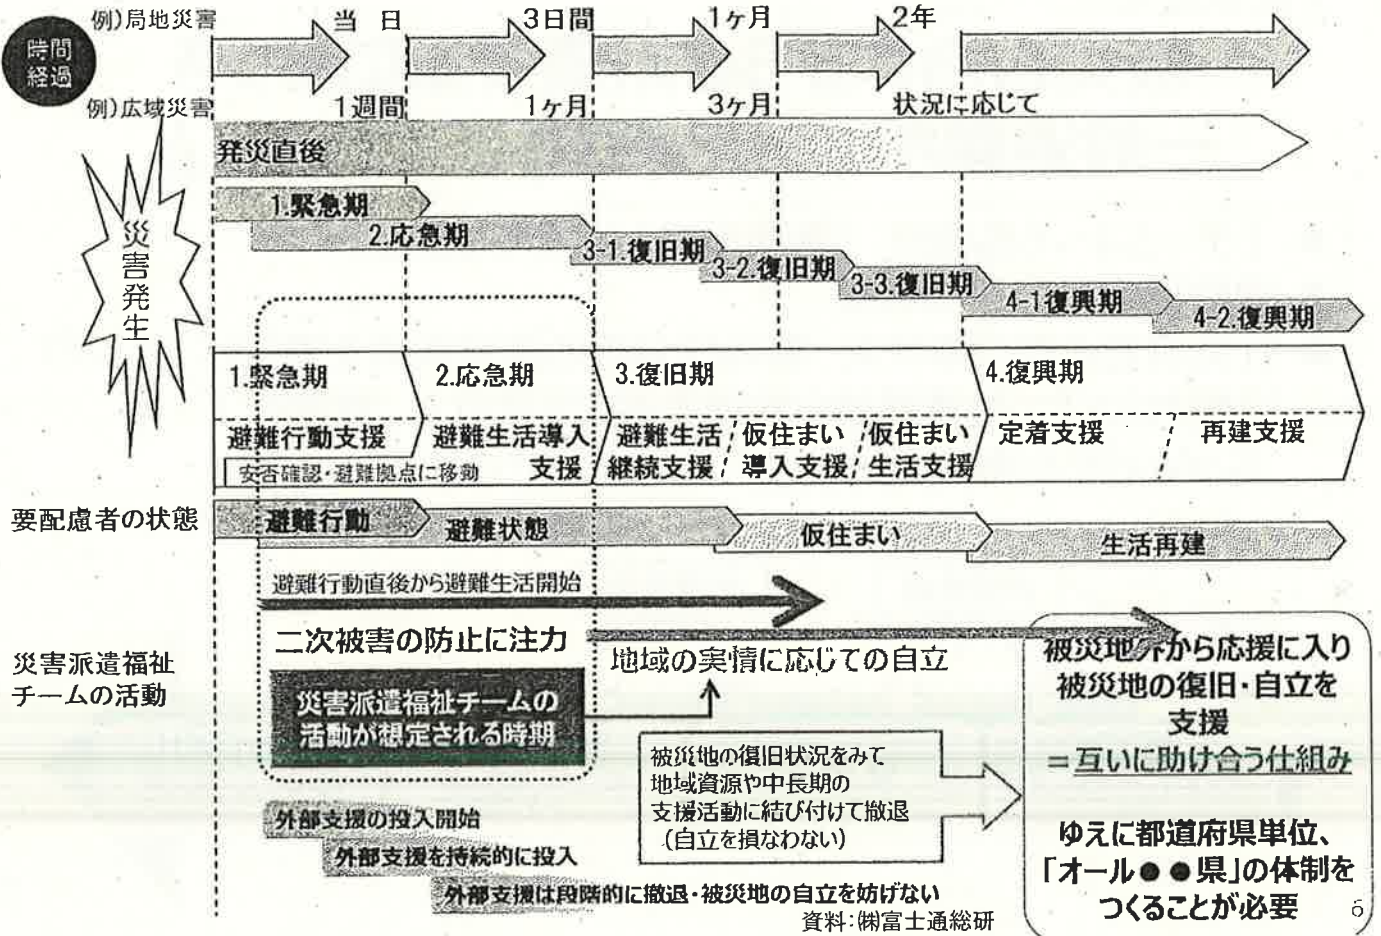 例)局地災害
当 日
3日間
1ヶ月
2年
時間
経過
例)広域災害
1週間
1ヶ月
3ヶ月
状況に応じて
発災直後
災害発生
1.緊急期
2.応急期
3-1.復旧期
3-2.復旧期
3-3.復旧期
4-1復興期
4-2.復興期
1.緊急期
2.応急期
3.復旧期
4.復興期
避難行動支援
安否確認・避難拠点に移動
避難生活導入
支援
避難生活
継続支援
仮住まい
導入支援
仮住まい
生活支援
定着支援
再建支援
要配慮者の状態
避難行動
避難状態
仮住まい
生活再建
避難行動直後から避難生活開始
災害派遣福祉
チームの活動
二次被害の防止に注力
災害派遣福祉チームの
活動が想定される時期
地域の実情に応じての自立
被災地の復旧状況をみて
地域資源や中長期の
支援活動に結び付けて撤退
(自立を損なわない)
被災地外から応援に入り
被災地の復旧・自立を
支援
=互いに助け合う仕組み
ゆえに都道府県単位、
「オール●●県」の体制を
つくることが必要
外部支援の投入開始
外部支援を持続的に投入
外部支援は段階的に撤退・被災地の自立を妨げない
資料:㈱富士通総研
6